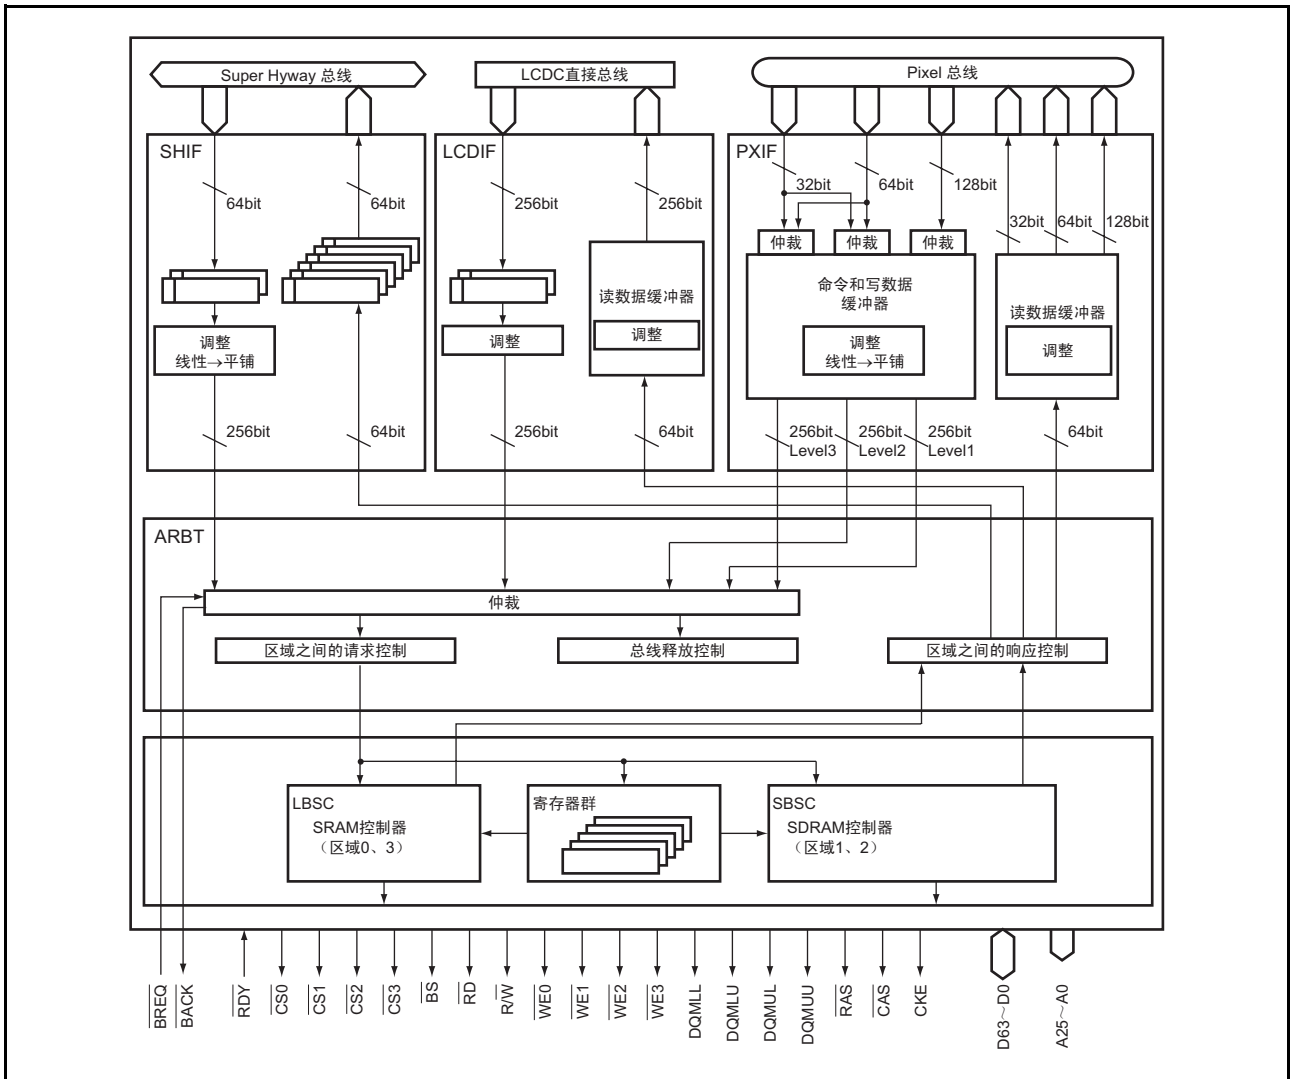 Super Hyway 总线
LCDC直接总线
Pixel 总线
SHIF
64bit
64bit
调整
线性→平铺
256bit
64bit
LCDIF
256bit
256bit
读数据缓冲器
调整
调整
256bit
64bit
PXIF
32bit
64bit
128bit
32bit
64bit
128bit
仲裁
仲裁
仲裁
命令和写数据
缓冲器
调整
线性→平铺
读数据缓冲器
调整
256bit
Level3
256bit
Level2
256bit
Level1
64bit
ARBT
仲裁
区域之间的请求控制
总线释放控制
区域之间的响应控制
LBSC
SRAM控制器
（区域0、3）
寄存器群
SBSC
SDRAM控制器
（区域1、2）
BREQ
BACK
RDY
CS0
CS1
CS2
CS3
BS
RD
R/W
WE0
WE1
WE2
WE3
DQMLL
DQMLU
DQMUL
DQMUU
RAS
CAS
CKE
D63～D0
A25～A0